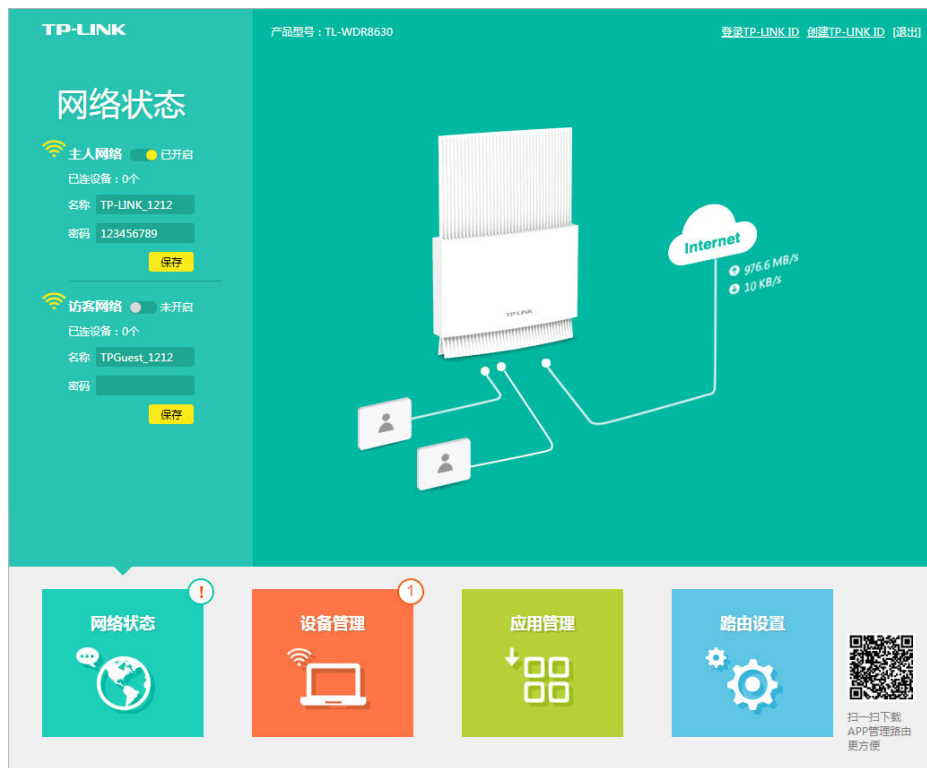 TP-LINK
产品型号：TL-WDR8630
登录TP-LINK ID 创建TP-LINK ID [退出]
网络状态
主人网络 已开启
已连设备：0个
名称 TP-LINK_1212
密码 123456789
保存
访客网络 未开启
已连设备：0个
名称 TPGuest_1212
密码
保存
TP-LINK
Internet
976.6 MB/s
10 KB/s
网络状态
!
设备管理
1
应用管理
路由设置
扫一扫下载
APP管理路由
更方便